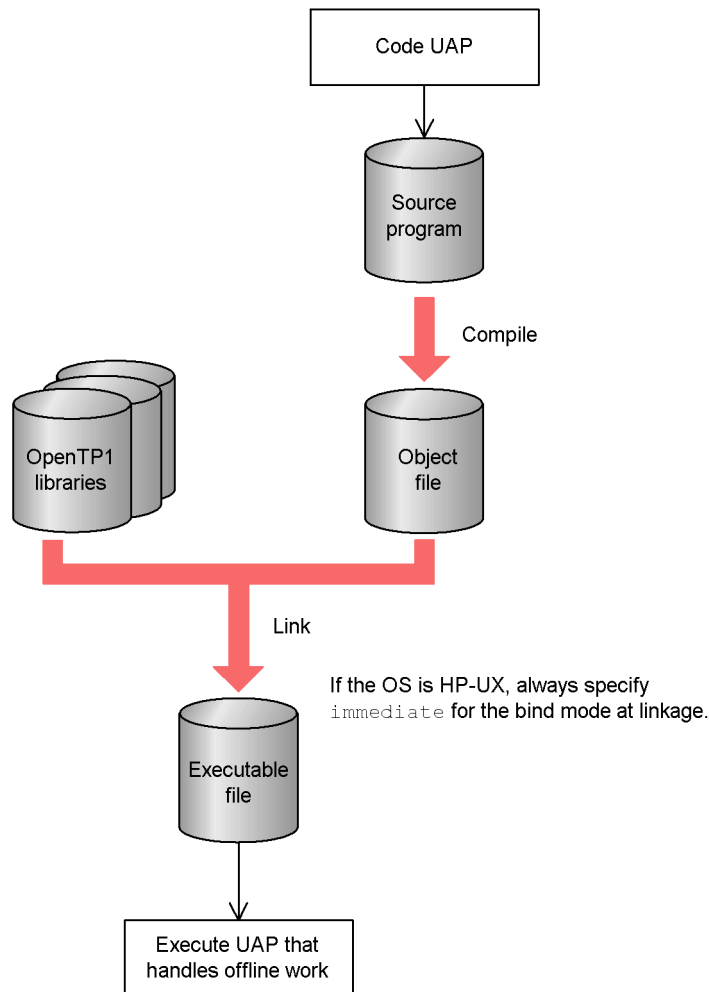 Code UAP
Source
program
Compile
OpenTP1
libraries
Object
file
Link
If the OS is HP-UX, always specify
immediate for the bind mode at linkage.
Executable
file
Execute UAP that
handles offline work